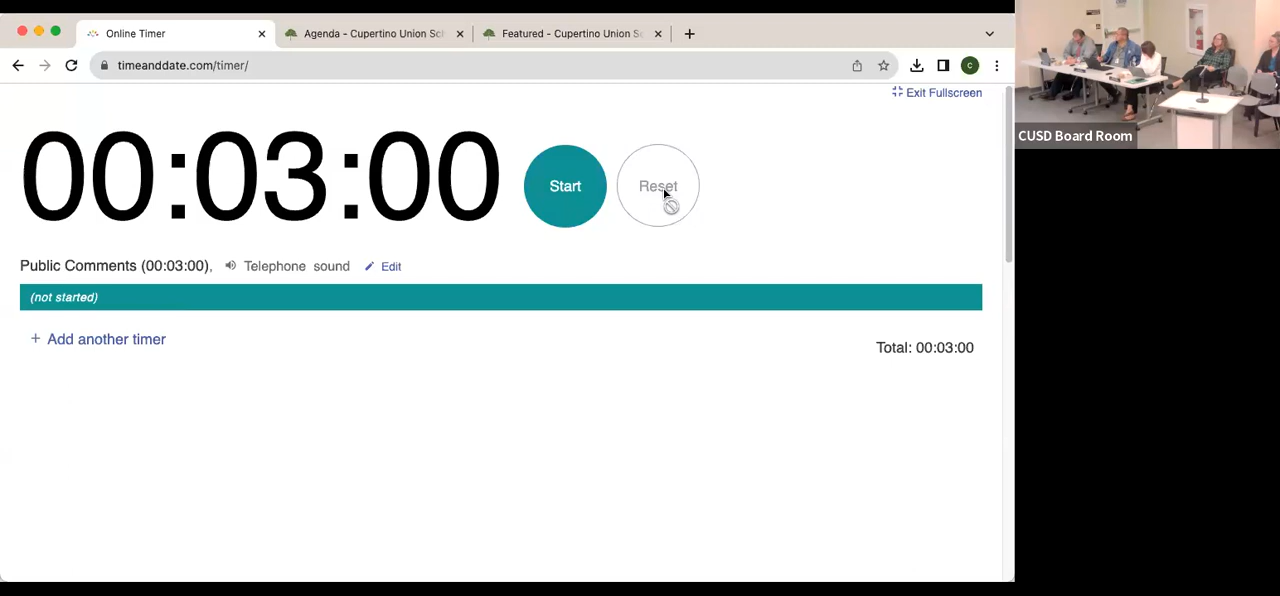 Online Timer
Agenda - Cupertino Union Sc
Featured - Cupertino Union S
timeanddate.com/timer/
C
Exit Fullscreen
00:03:00
Start
Reset
Public Comments (00:03:00),
Telephone sound
Edit
(not started)
+ Add another timer
Total: 00:03:00
CUSD Board Room